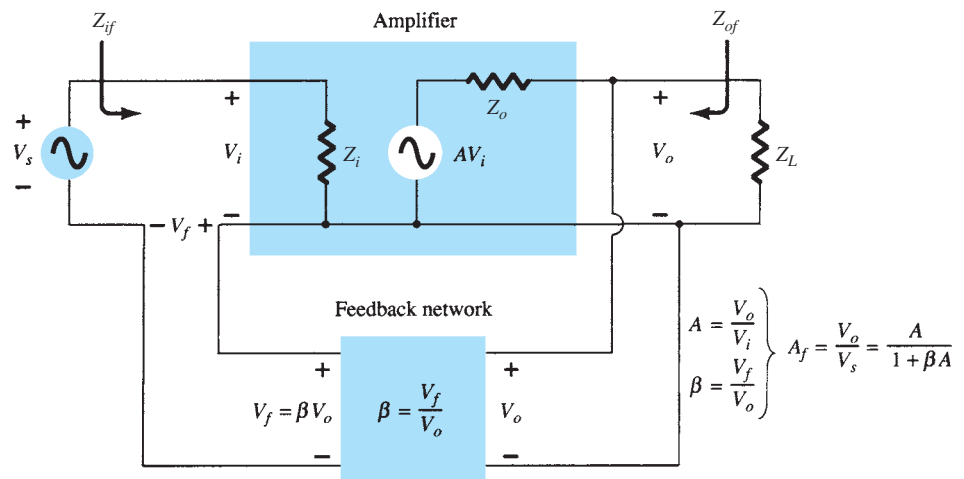 Amplifier
Z_if
Z_of
+
V_s
−
+
V_i
−
Z_i
AV_i
Z_o
+
V_o
−
Z_L
− V_f +
Feedback network
+
V_f = βV_o
−
β = V_f / V_o
+
V_o
−
A = V_o / V_i
β = V_f / V_o
A_f = V_o / V_s = A / (1 + βA)